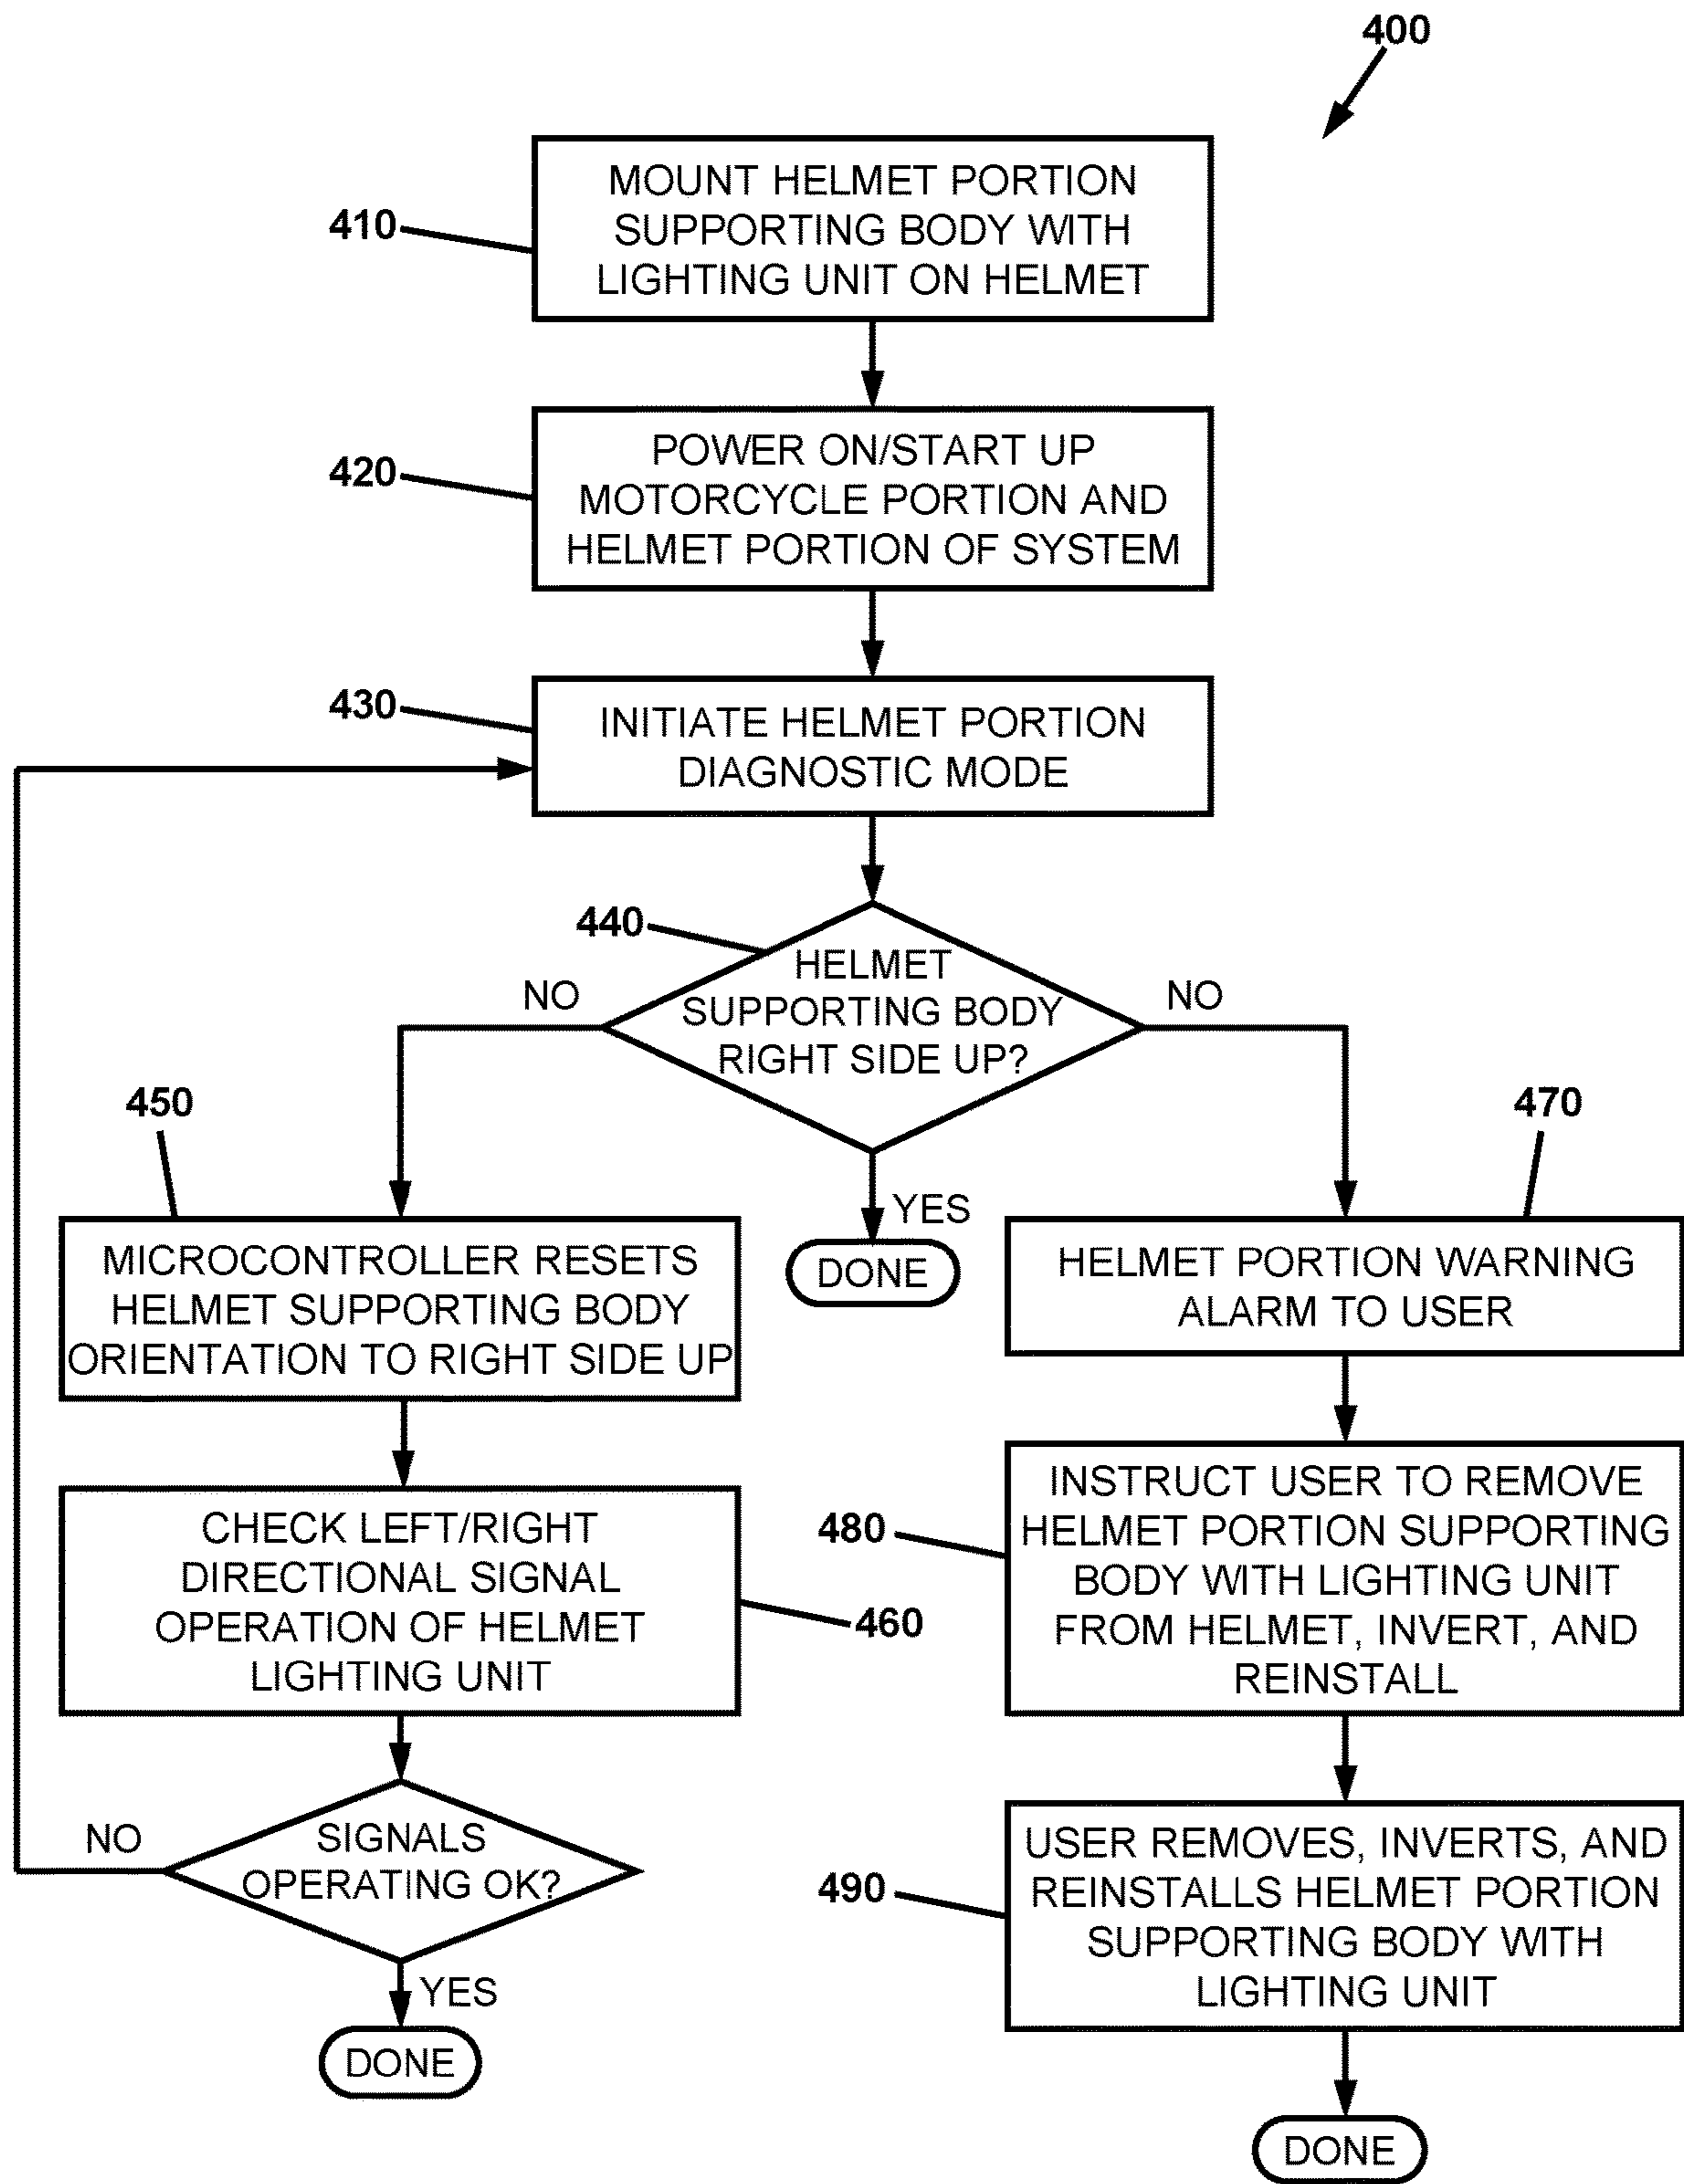 400
410
MOUNT HELMET PORTION
SUPPORTING BODY WITH
LIGHTING UNIT ON HELMET
420
POWER ON/START UP
MOTORCYCLE PORTION AND
HELMET PORTION OF SYSTEM
430
INITIATE HELMET PORTION
DIAGNOSTIC MODE
440
HELMET
SUPPORTING BODY
RIGHT SIDE UP?
NO
NO
YES
DONE
450
MICROCONTROLLER RESETS
HELMET SUPPORTING BODY
ORIENTATION TO RIGHT SIDE UP
460
CHECK LEFT/RIGHT
DIRECTIONAL SIGNAL
OPERATION OF HELMET
LIGHTING UNIT
SIGNALS
OPERATING OK?
NO
YES
DONE
470
HELMET PORTION WARNING
ALARM TO USER
480
INSTRUCT USER TO REMOVE
HELMET PORTION SUPPORTING
BODY WITH LIGHTING UNIT
FROM HELMET, INVERT, AND
REINSTALL
490
USER REMOVES, INVERTS, AND
REINSTALLS HELMET PORTION
SUPPORTING BODY WITH
LIGHTING UNIT
DONE